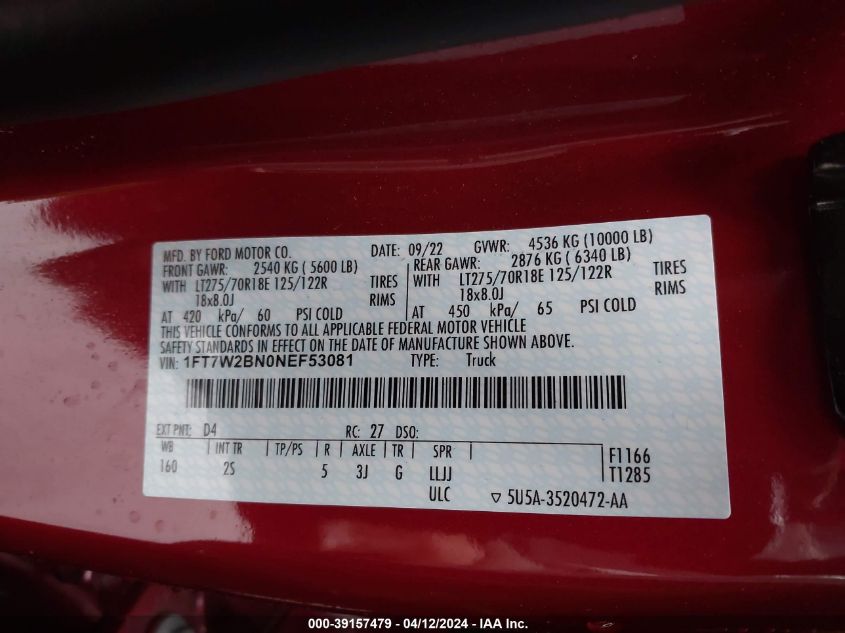 MFD. BY FORD MOTOR CO. DATE: 09/22 GVWR: 4536 KG (10000 LB)
FRONT GAWR: 2540 KG ( 5600 LB) REAR GAWR: 2876 KG ( 6340 LB)
WITH LT275/70R18E 125/122R TIRES WITH LT275/70R18E 125/122R TIRES
18x8.0J RIMS 18x8.0J RIMS
AT 420 kPa/ 60 PSI COLD AT 450 kPa/ 65 PSI COLD
THIS VEHICLE CONFORMS TO ALL APPLICABLE FEDERAL MOTOR VEHICLE
SAFETY STANDARDS IN EFFECT ON THE DATE OF MANUFACTURE SHOWN ABOVE.
VIN: 1FT7W2BN0NEF53081 TYPE: Truck
EXT PNT: D4 RC: 27 DSO:
WB INT TR TP/PS R AXLE TR SPR F1166
160 2S 5 3J G LLJJ T1285
ULC ▽ 5U5A-3520472-AA
000-39157479 - 04/12/2024 - IAA Inc.